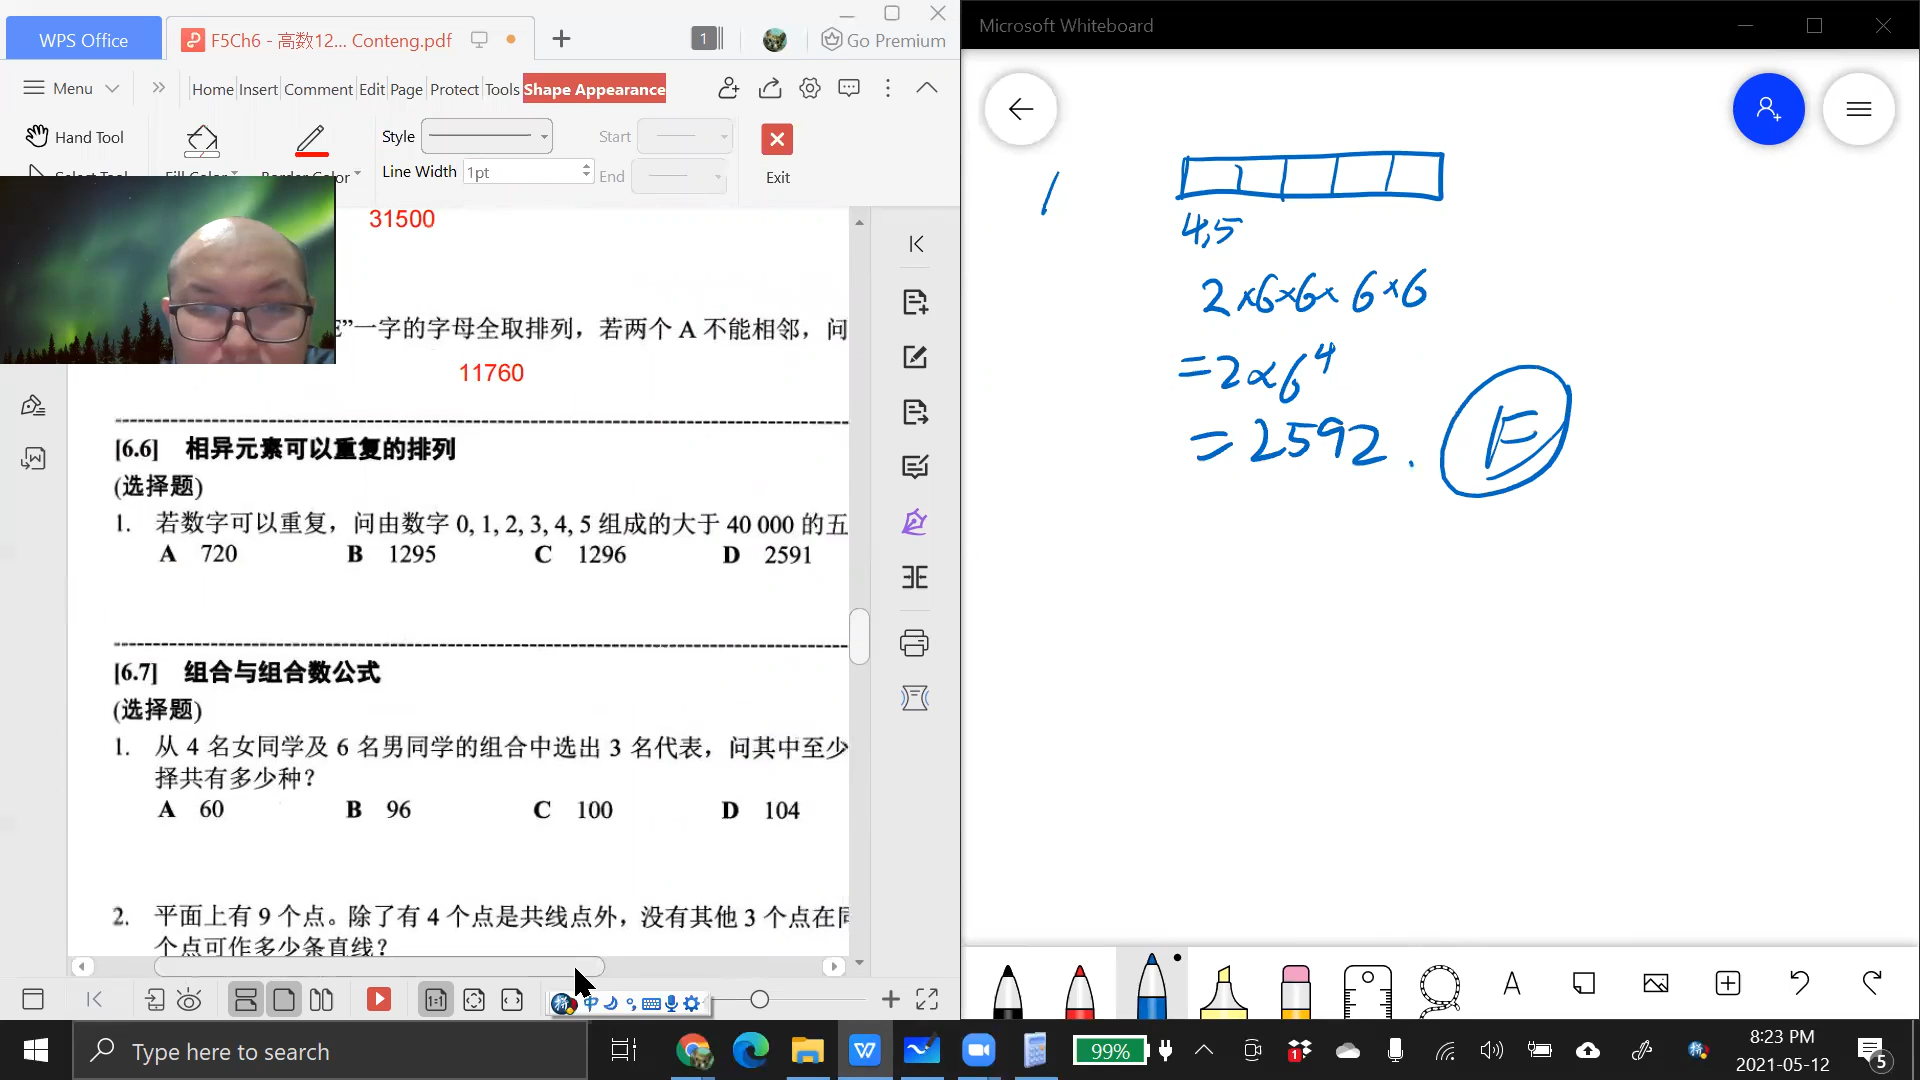 WPS Office
F5Ch6 - 高数12... Conteng.pdf
1
Go Premium
Microsoft Whiteboard
Menu
Home
Insert
Comment
Edit
Page
Protect
Tools
Shape Appearance
Hand Tool
Style
Start
Line Width
1pt
End
Exit
31500
E”一字的字母全取排列，若两个 A 不能相邻，问
11760
[6.6] 相异元素可以重复的排列
(选择题)
1. 若数字可以重复，问由数字 0, 1, 2, 3, 4, 5 组成的大于 40 000 的五
A 720 B 1295 C 1296 D 2591
[6.7] 组合与组合数公式
(选择题)
1. 从 4 名女同学及 6 名男同学的组合中选出 3 名代表，问其中至少
择共有多少种？
A 60 B 96 C 100 D 104
2. 平面上有 9 个点。除了有 4 个点是共线点外，没有其他 3 个点在同
个点可作多少条直线？
1
4,5
2×6×6×6×6
=2×6⁴
=2592.
E
中
Type here to search
99%
1
8:23 PM
2021-05-12
5